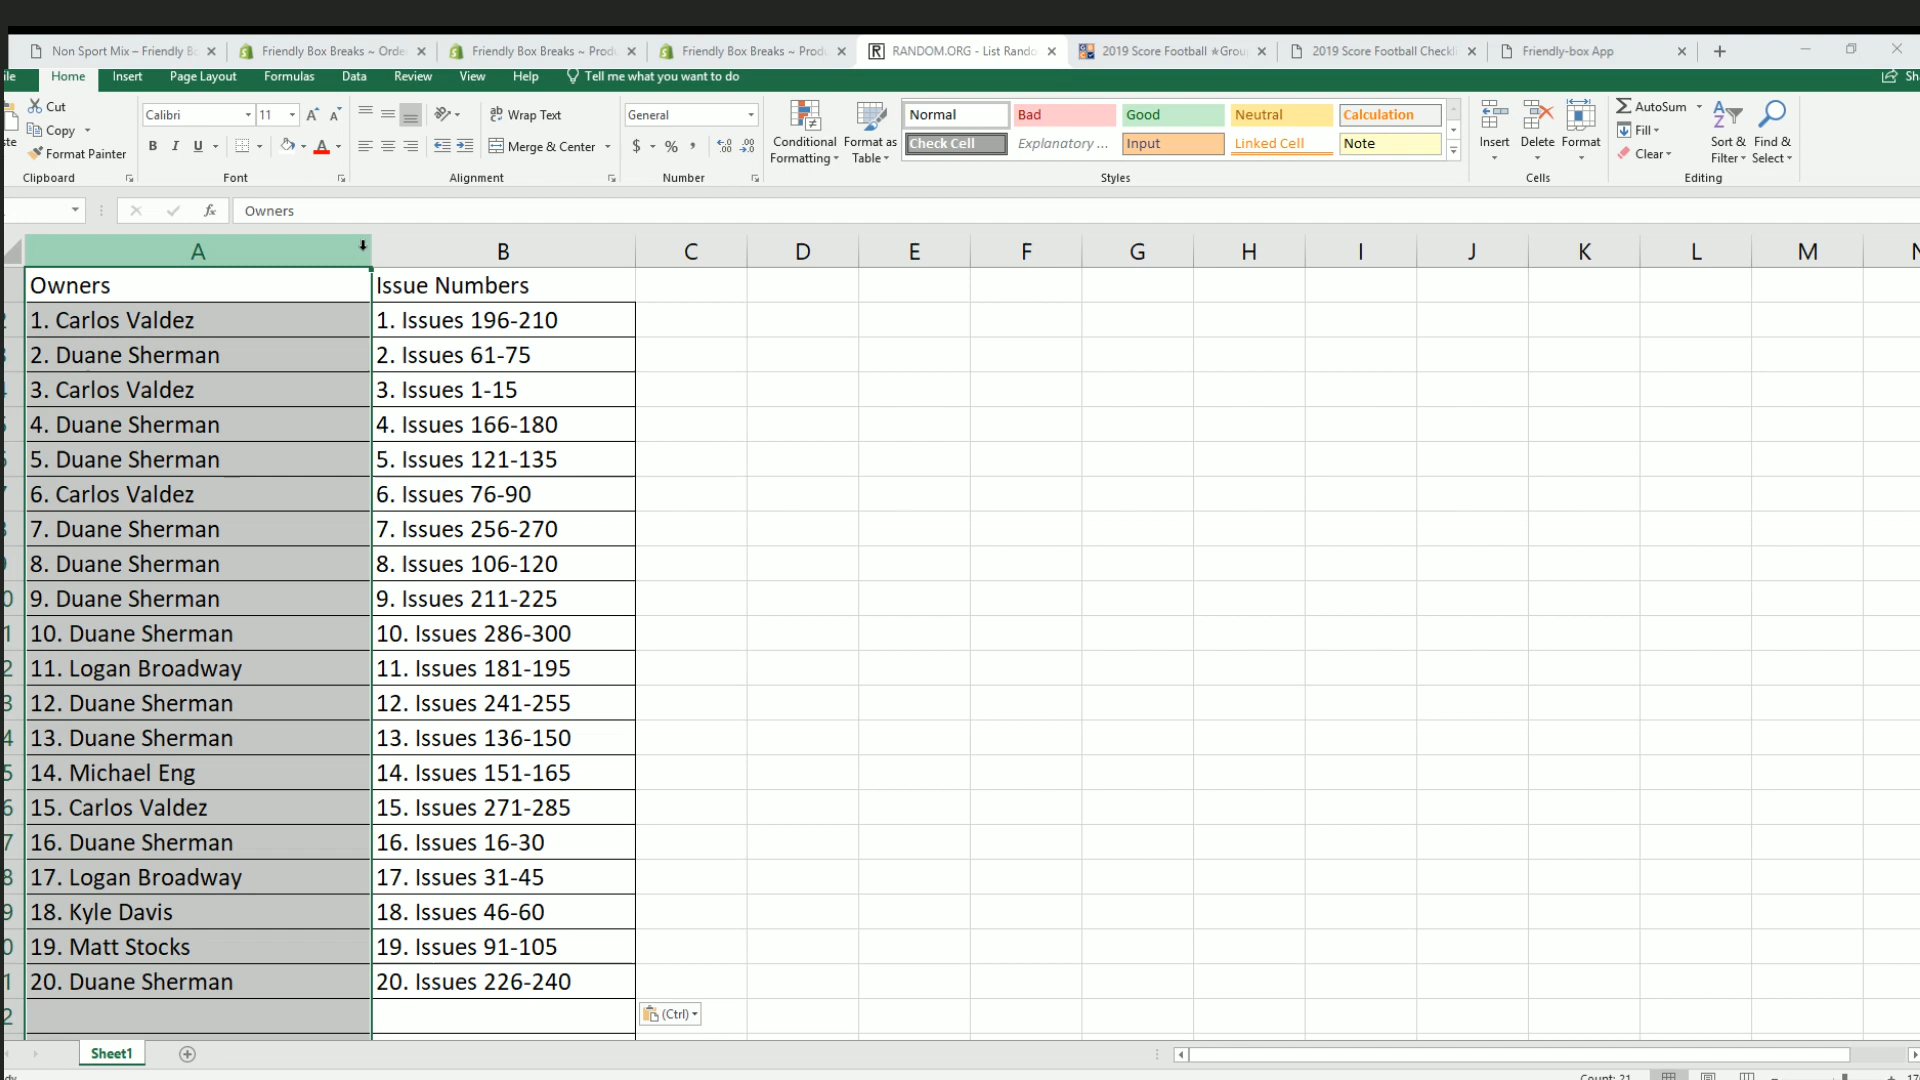 Non Sport Mix – Friendly B
Friendly Box Breaks ~ Orde
Friendly Box Breaks ~ Produ
Friendly Box Breaks ~ Produ
RANDOM.ORG - List Rando
2019 Score Football ★Grou
2019 Score Football Checkli
Friendly-box App
ile Home Insert Page Layout Formulas Data Review View Help Tell me what you want to do Sha
Cut
Copy
Format Painter
ste
Clipboard
Calibri 11
B I U
Font
Wrap Text
Merge & Center
Alignment
General
$ % ,
Number
Conditional Formatting
Format as Table
Normal Bad Good Neutral Calculation
Check Cell Explanatory ... Input Linked Cell Note
Styles
Insert Delete Format
Cells
AutoSum
Fill
Clear
Sort & Filter
Find & Select
Editing
fx Owners
A B C D E F G H I J K L M N
Owners Issue Numbers
1. Carlos Valdez 1. Issues 196-210
2. Duane Sherman 2. Issues 61-75
3. Carlos Valdez 3. Issues 1-15
4. Duane Sherman 4. Issues 166-180
5. Duane Sherman 5. Issues 121-135
6. Carlos Valdez 6. Issues 76-90
7. Duane Sherman 7. Issues 256-270
8. Duane Sherman 8. Issues 106-120
9. Duane Sherman 9. Issues 211-225
10. Duane Sherman 10. Issues 286-300
11. Logan Broadway 11. Issues 181-195
12. Duane Sherman 12. Issues 241-255
13. Duane Sherman 13. Issues 136-150
14. Michael Eng 14. Issues 151-165
15. Carlos Valdez 15. Issues 271-285
16. Duane Sherman 16. Issues 16-30
17. Logan Broadway 17. Issues 31-45
18. Kyle Davis 18. Issues 46-60
19. Matt Stocks 19. Issues 91-105
20. Duane Sherman 20. Issues 226-240
(Ctrl)
Sheet1
Count: 21